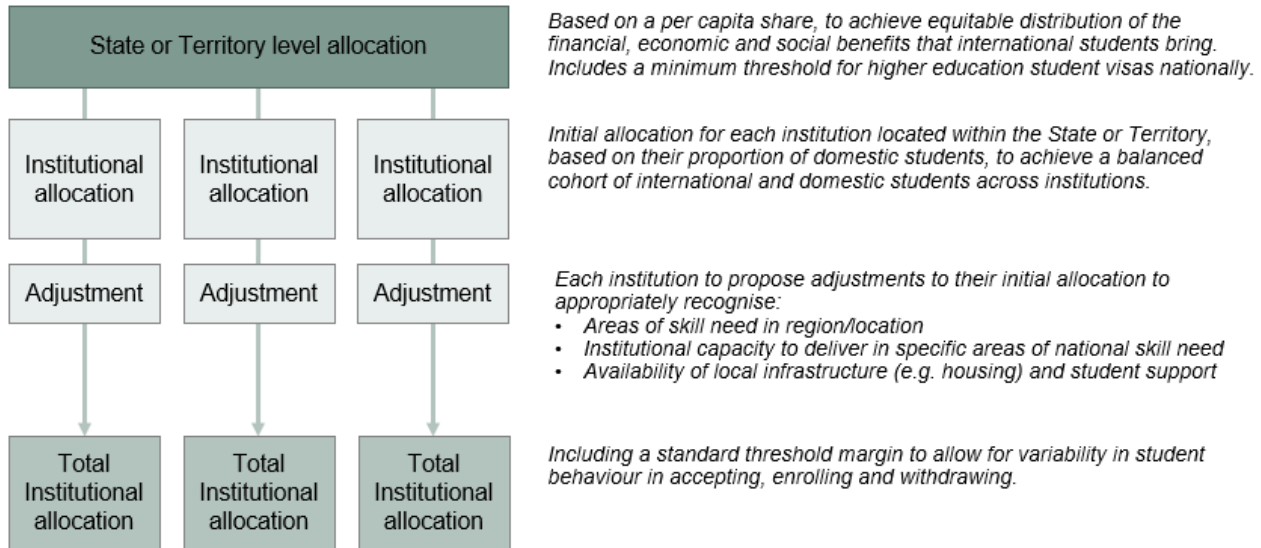 State or Territory level allocation
Based on a per capita share, to achieve equitable distribution of the
financial, economic and social benefits that international students bring.
Includes a minimum threshold for higher education student visas nationally.
Institutional
allocation
Institutional
allocation
Institutional
allocation
Initial allocation for each institution located within the State or Territory,
based on their proportion of domestic students, to achieve a balanced
cohort of international and domestic students across institutions.
Adjustment
Adjustment
Adjustment
Each institution to propose adjustments to their initial allocation to
appropriately recognise:
• Areas of skill need in region/location
• Institutional capacity to deliver in specific areas of national skill need
• Availability of local infrastructure (e.g. housing) and student support
Total
Institutional
allocation
Total
Institutional
allocation
Total
Institutional
allocation
Including a standard threshold margin to allow for variability in student
behaviour in accepting, enrolling and withdrawing.